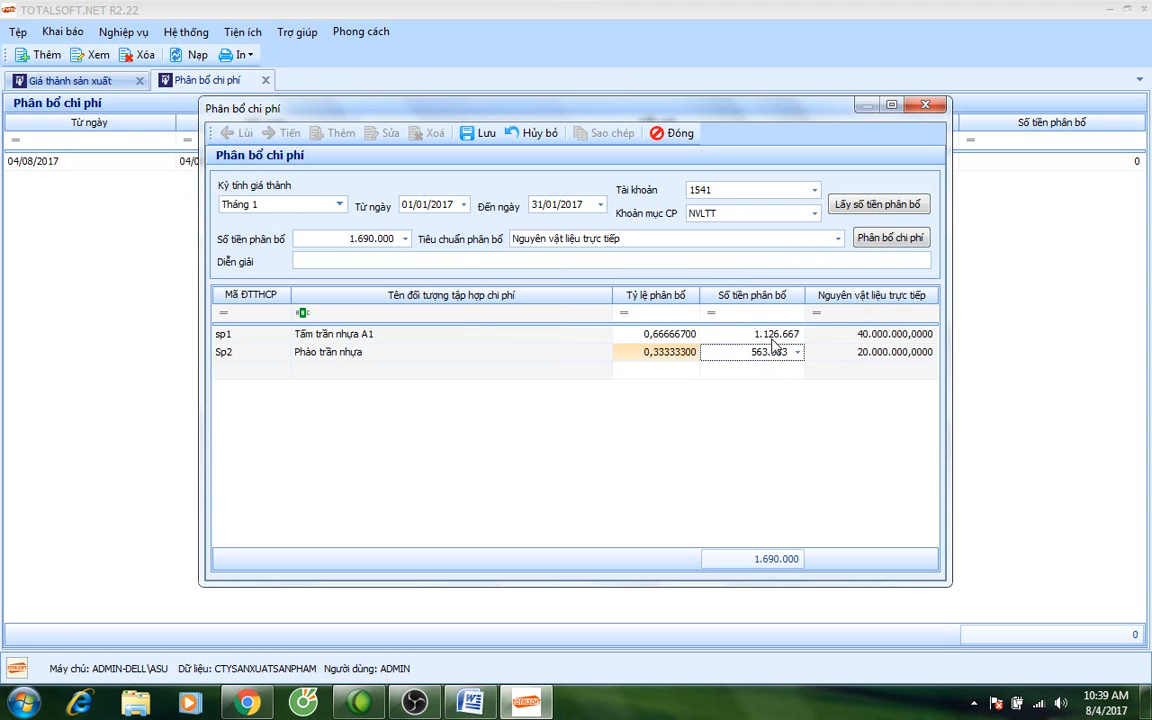 TOTALSOFT.NET R2.22
Tệp Khai báo Nghiệp vụ Hệ thống Tiện ích Trợ giúp Phong cách
Thêm Xem Xóa Nạp In
Giá thành sản xuất Phân bổ chi phí
Phân bổ chi phí
Từ ngày Số tiền phân bổ
04/08/2017 0
Phân bổ chi phí
Lùi Tiến Thêm Sửa Xoá Lưu Hủy bỏ Sao chép Đóng
Phân bổ chi phí
Kỳ tính giá thành
Tháng 1 Từ ngày 01/01/2017 Đến ngày 31/01/2017
Tài khoản 1541
Khoản mục CP NVLTT
Lấy số tiền phân bổ
Số tiền phân bổ 1.690.000 Tiêu chuẩn phân bổ Nguyên vật liệu trực tiếp Phân bổ chi phí
Diễn giải
Mã ĐTTHCP Tên đối tượng tập hợp chi phí Tỷ lệ phân bổ Số tiền phân bổ Nguyên vật liệu trực tiếp
sp1 Tấm trần nhựa A1 0,66666700 1.126.667 40.000.000,0000
Sp2 Phào trần nhựa 0,33333300 20.000.000,0000
1.690.000
0
Máy chủ: ADMIN-DELL\ASU Dữ liệu: CTYSANXUATSANPHAM Người dùng: ADMIN
10:39 AM
8/4/2017